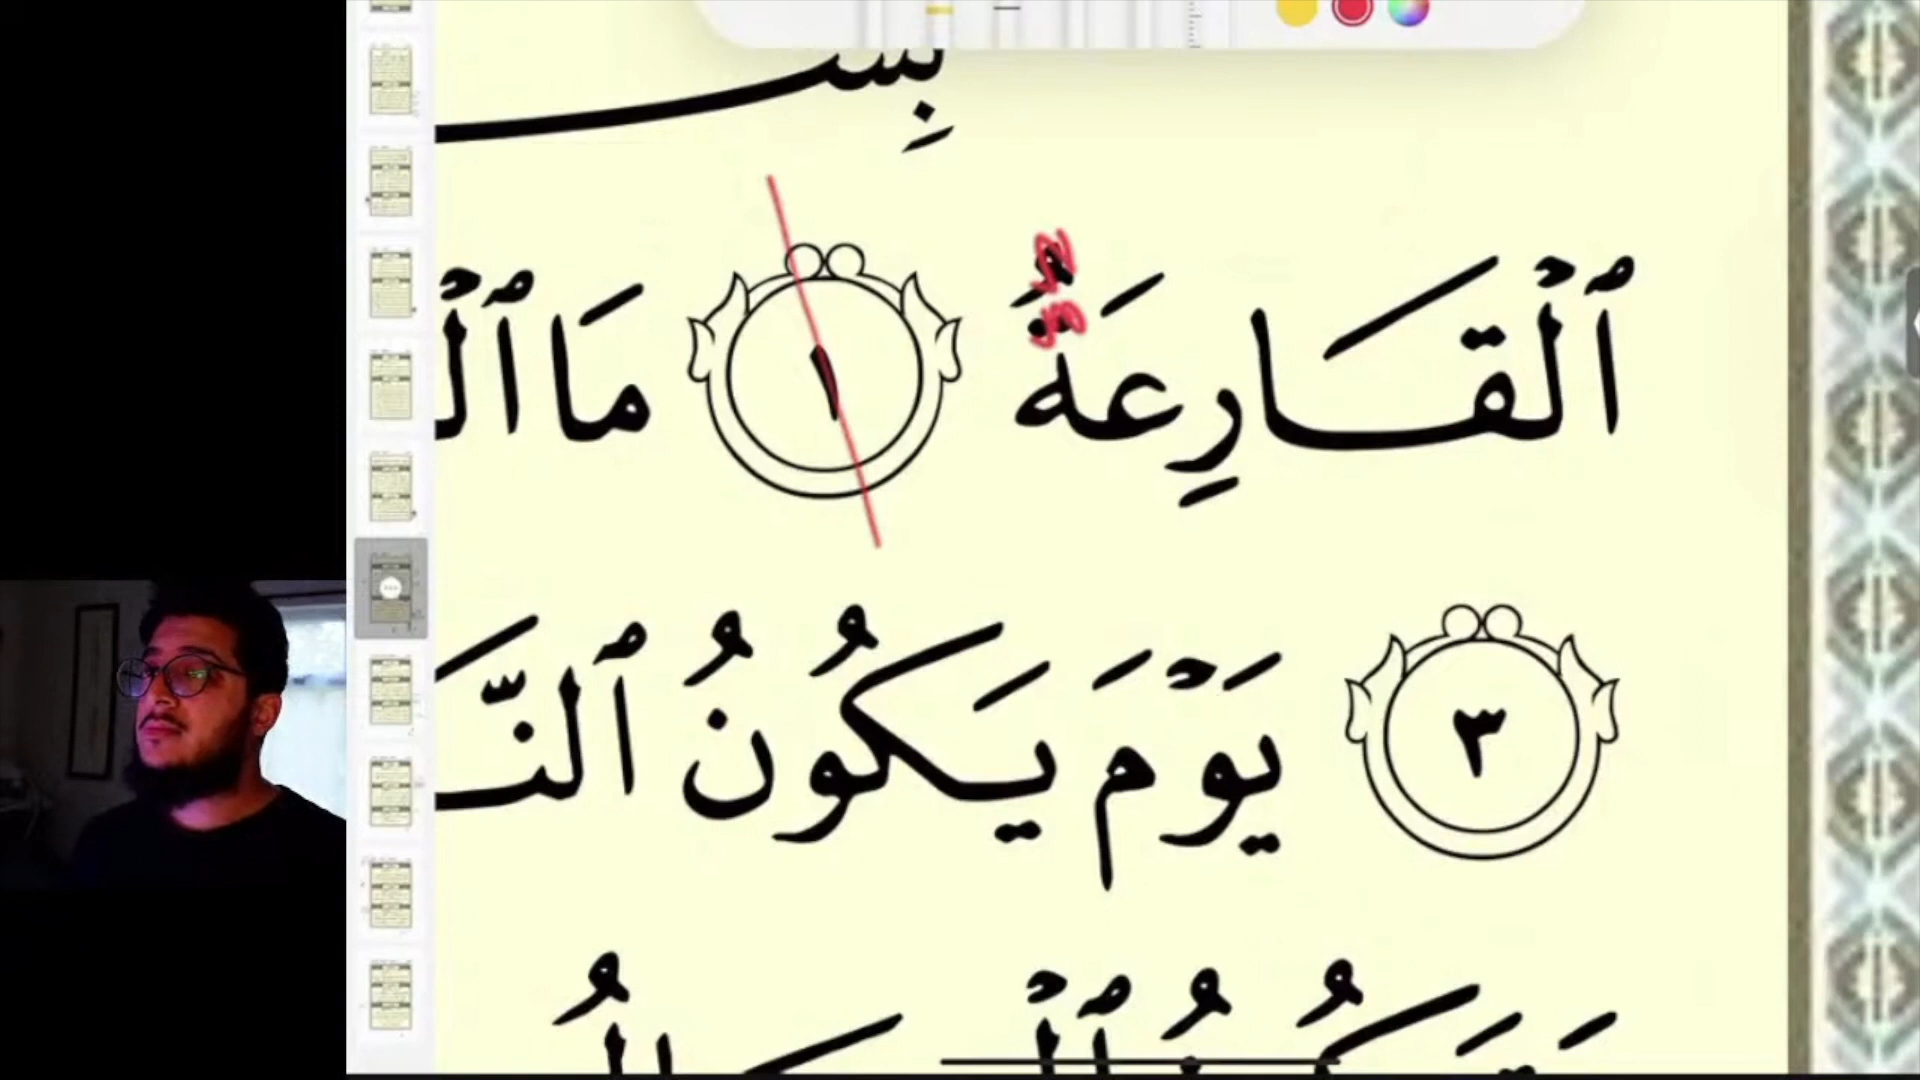 بِسْ
ٱلْقَارِعَةُ ١ مَا ٱلْ
٣ يَوْمَ يَكُونُ ٱلنَّ